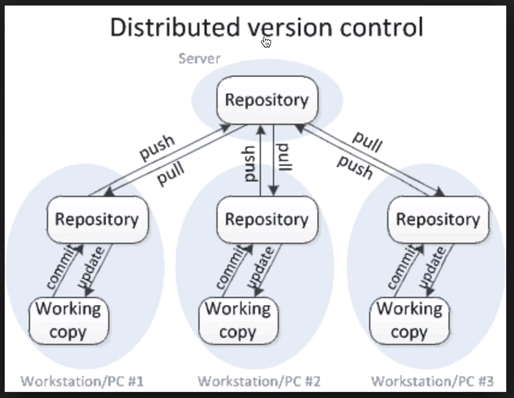 Distributed version control
Server
Repository
push
pull
push
pull
pull
push
Repository
Repository
Repository
commit
update
commit
update
commit
update
Working
copy
Working
copy
Working
copy
Workstation/PC #1
Workstation/PC #2
Workstation/PC #3